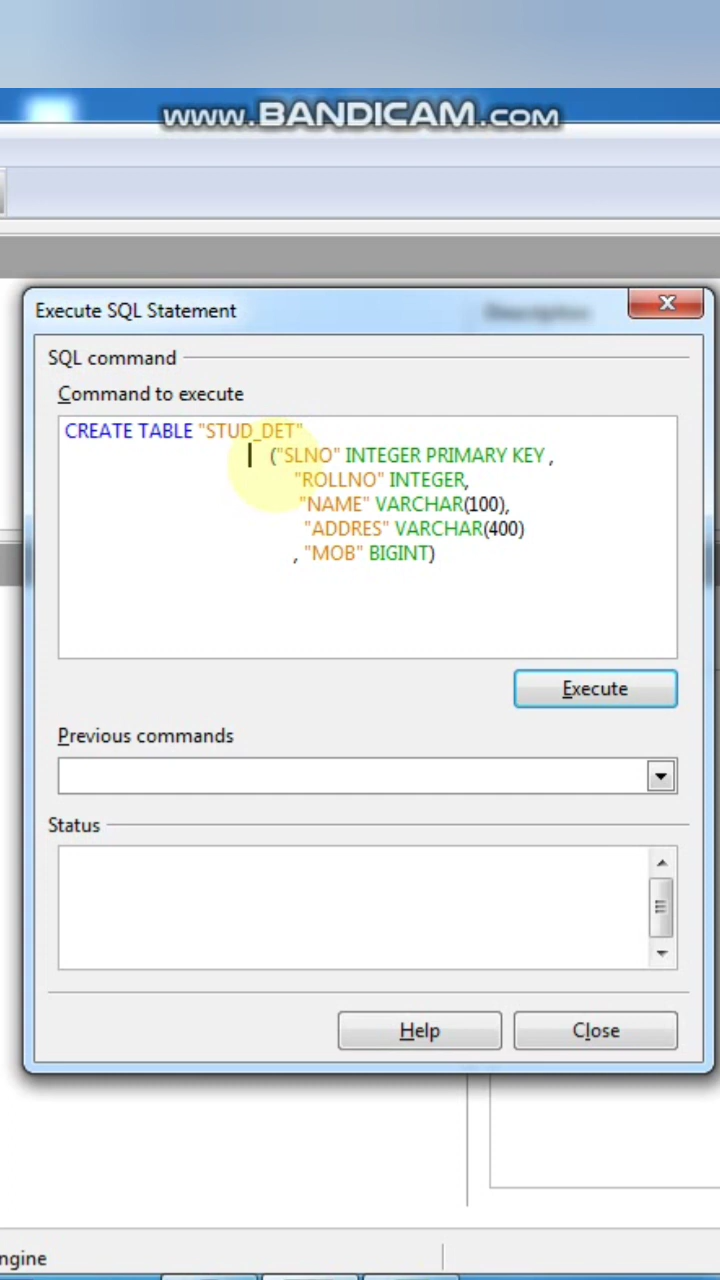 www.BANDICAM.COM
Execute SQL Statement
Description
SQL command
Command to execute
CREATE TABLE "STUD_DET"
("SLNO" INTEGER PRIMARY KEY ,
"ROLLNO" INTEGER,
"NAME" VARCHAR(100),
"ADDRES" VARCHAR(400)
, "MOB" BIGINT)
Execute
Previous commands
Status
Help
Close
ngine